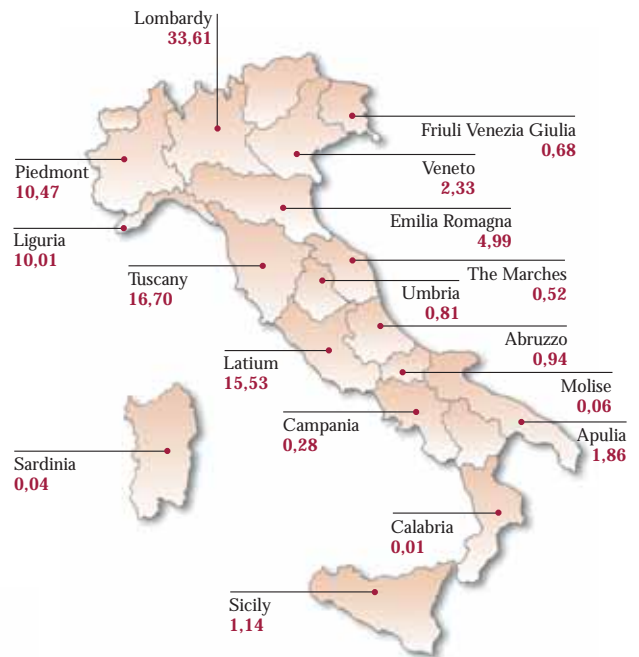 Lombardy
33,61
Friuli Venezia Giulia
0,68
Piedmont
10,47
Veneto
2,33
Emilia Romagna
4,99
Liguria
10,01
Tuscany
16,70
The Marches
0,52
Umbria
0,81
Abruzzo
0,94
Latium
15,53
Molise
0,06
Campania
0,28
Apulia
1,86
Sardinia
0,04
Calabria
0,01
Sicily
1,14